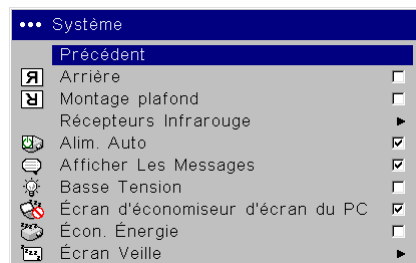 ••• Système
Précédent
Arrière
Montage plafond
Récepteurs Infrarouge
Alim. Auto
Afficher Les Messages
Basse Tension
Écran d'économiseur d'écran du PC
Écon. Énergie
Écran Veille